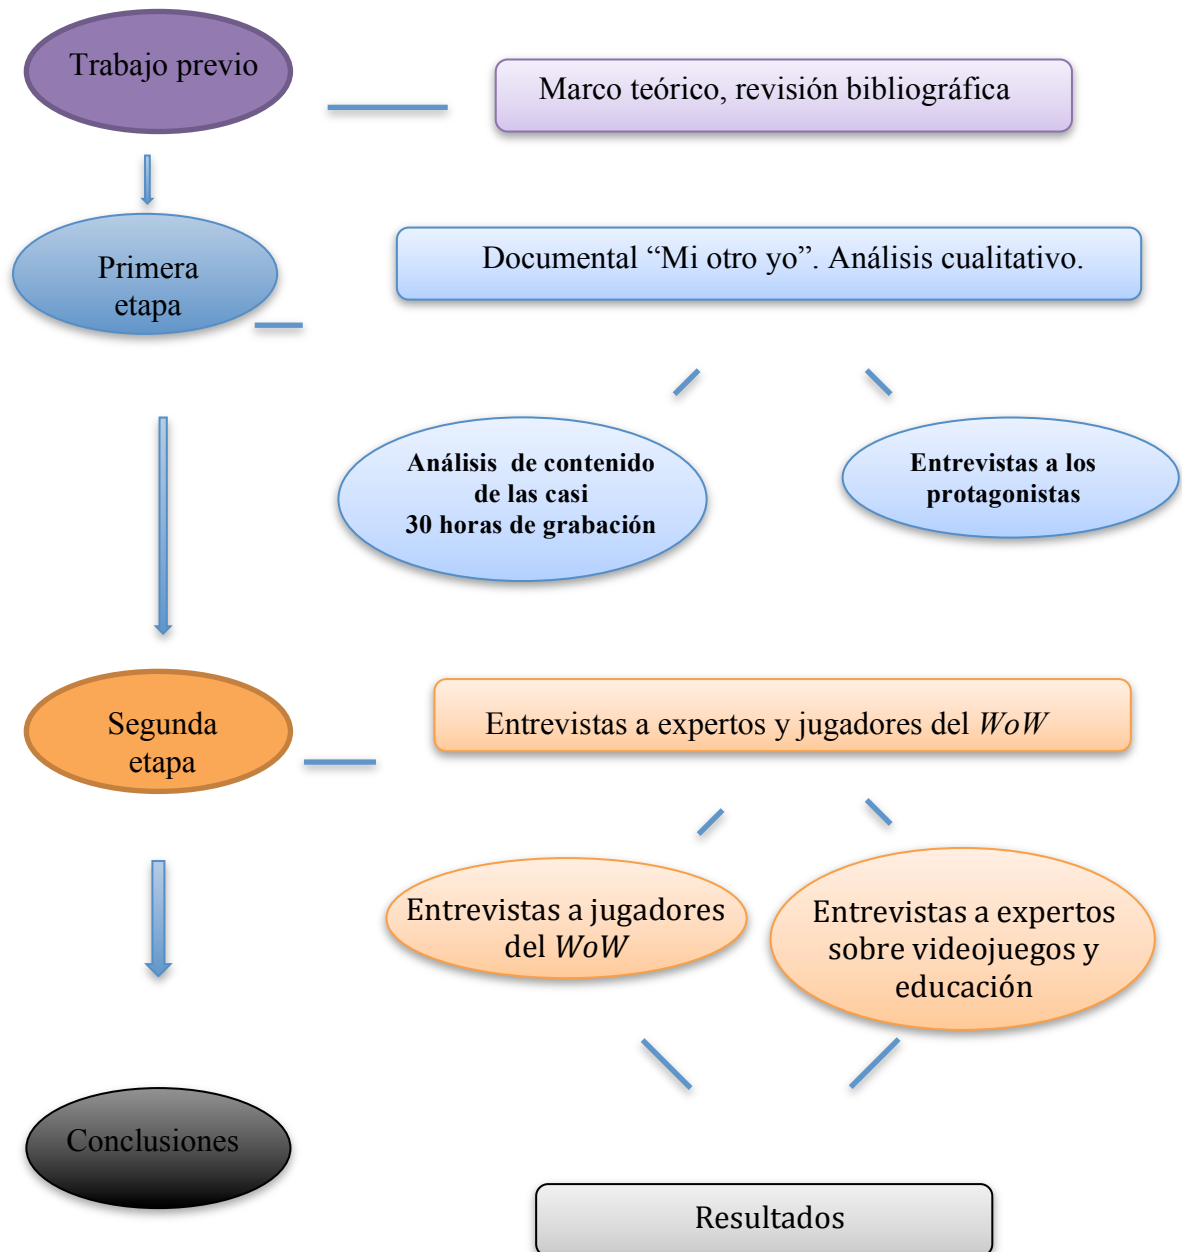 Trabajo previo
Marco teórico, revisión bibliográfica
Primera
etapa
Documental “Mi otro yo”. Análisis cualitativo.
Análisis de contenido
de las casi
30 horas de grabación
Entrevistas a los
protagonistas
Segunda
etapa
Entrevistas a expertos y jugadores del WoW
Entrevistas a jugadores
del WoW
Entrevistas a expertos
sobre videojuegos y
educación
Conclusiones
Resultados